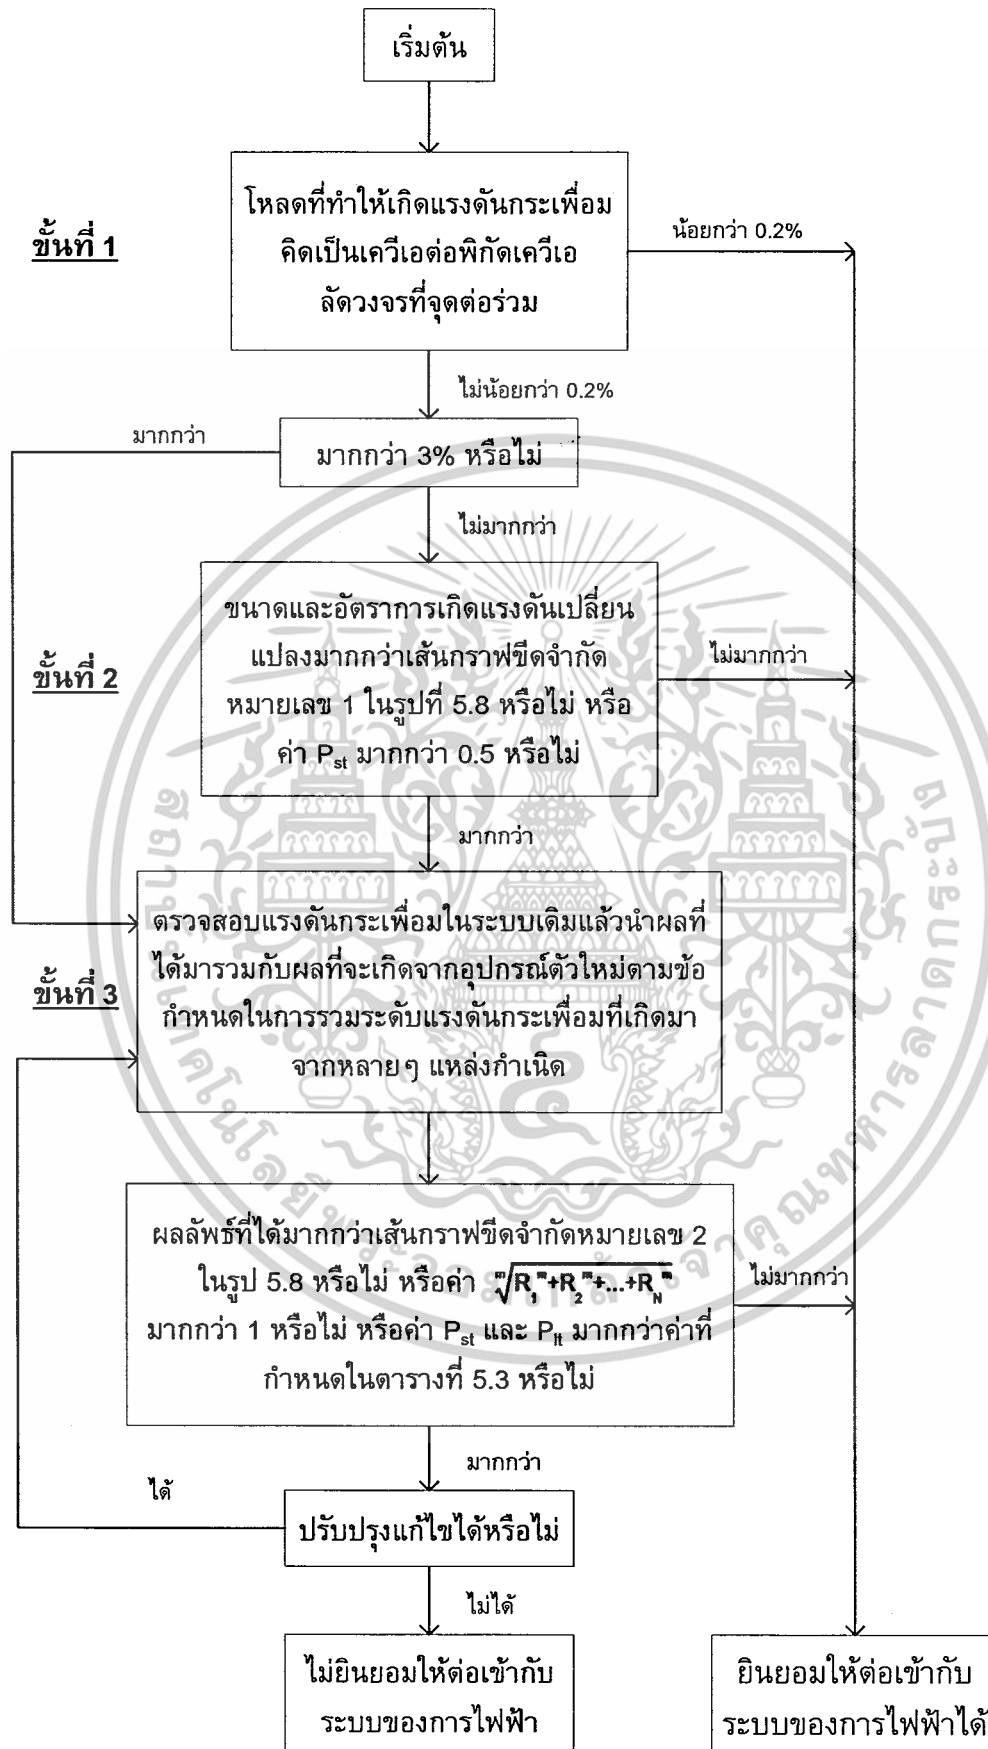 เริ่มต้น
ขั้นที่ 1
โหลดที่ทำให้เกิดแรงดันกระเพื่อม
คิดเป็นเควีเอต่อพิกัดเควีเอ
ลัดวงจรที่จุดต่อร่วม
น้อยกว่า 0.2%
ไม่น้อยกว่า 0.2%
มากกว่า
มากกว่า 3% หรือไม่
ไม่มากกว่า
ขั้นที่ 2
ขนาดและอัตราการเกิดแรงดันเปลี่ยน
แปลงมากกว่าเส้นกราฟขีดจำกัด
หมายเลข 1 ในรูปที่ 5.8 หรือไม่ หรือ
ค่า P_st มากกว่า 0.5 หรือไม่
ไม่มากกว่า
มากกว่า
ขั้นที่ 3
ตรวจสอบแรงดันกระเพื่อมในระบบเดิมแล้วนำผลที่
ได้มารวมกับผลที่จะเกิดจากอุปกรณ์ตัวใหม่ตามข้อ
กำหนดในการรวมระดับแรงดันกระเพื่อมที่เกิดมา
จากหลายๆ แหล่งกำเนิด
ผลลัพธ์ที่ได้มากกว่าเส้นกราฟขีดจำกัดหมายเลข 2
ในรูป 5.8 หรือไม่ หรือค่า ᵐ√R₁ᵐ+R₂ᵐ+...+R_Nᵐ
มากกว่า 1 หรือไม่ หรือค่า P_st และ P_lt มากกว่าค่าที่
กำหนดในตารางที่ 5.3 หรือไม่
ไม่มากกว่า
มากกว่า
ได้
ปรับปรุงแก้ไขได้หรือไม่
ไม่ได้
ไม่ยินยอมให้ต่อเข้ากับ
ระบบของการไฟฟ้า
ยินยอมให้ต่อเข้ากับ
ระบบของการไฟฟ้าได้